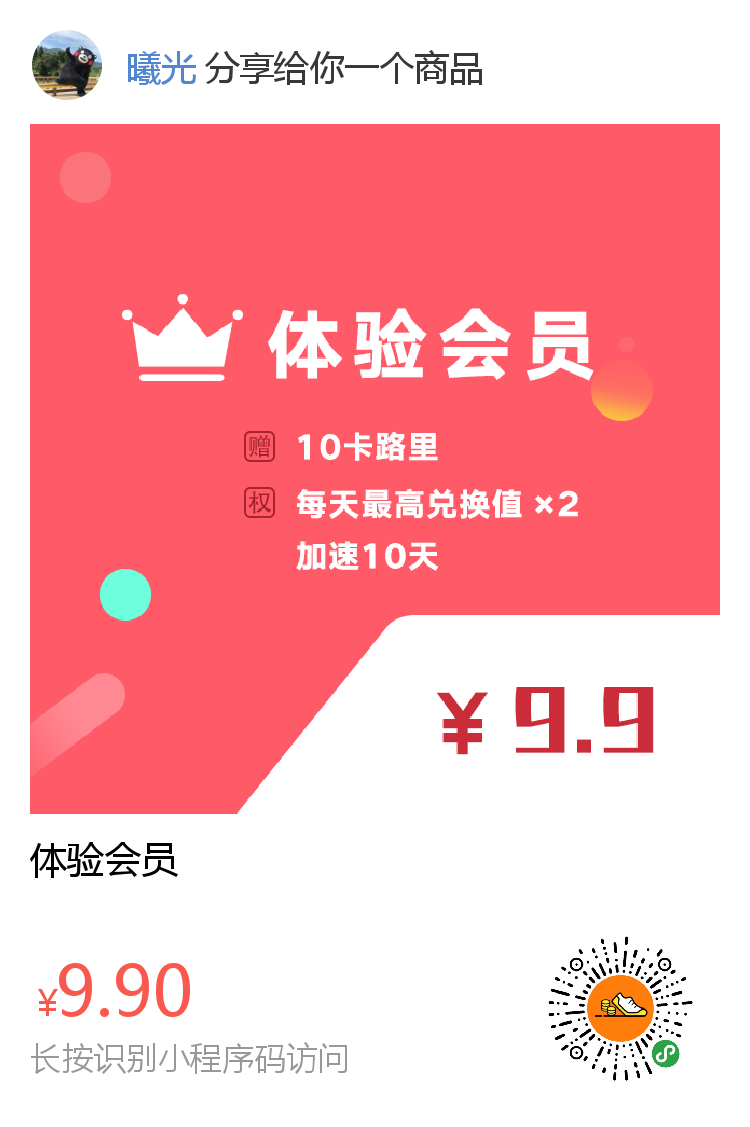 曦光 分享给你一个商品
体验会员
赠 10卡路里
权 每天最高兑换值 ×2
加速10天
¥ 9.9
体验会员
¥9.90
长按识别小程序码访问